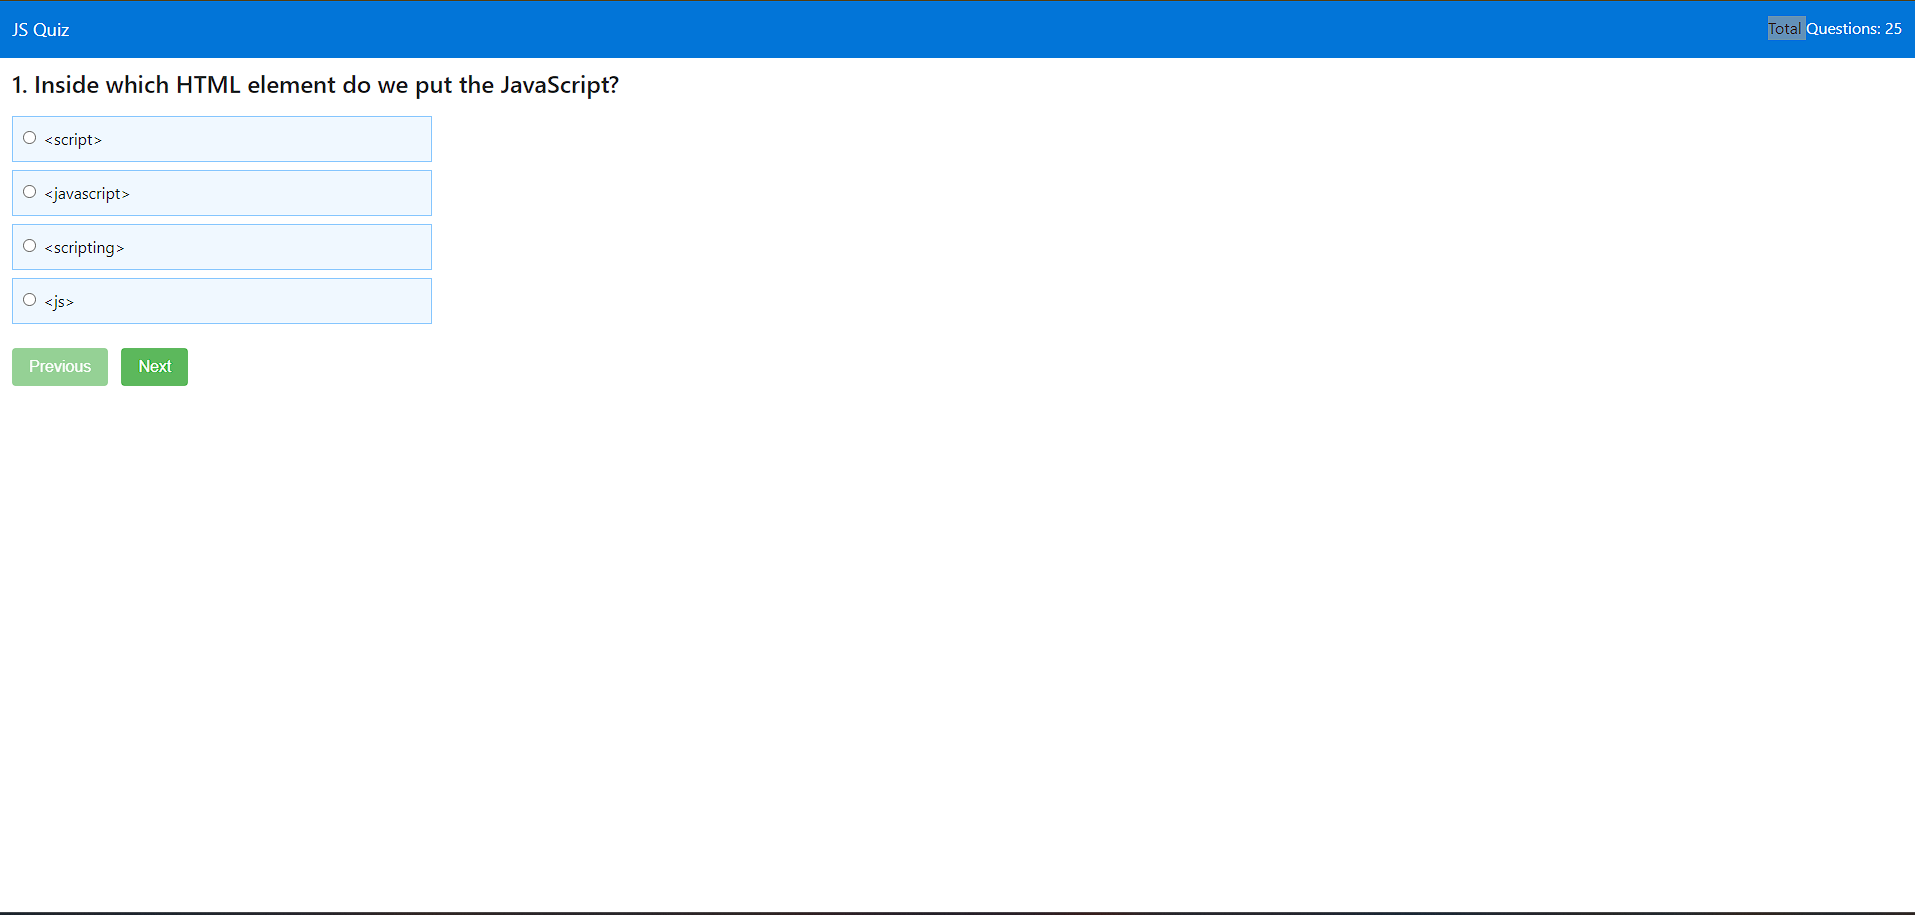 JS Quiz
Total Questions: 25
1. Inside which HTML element do we put the JavaScript?
<script>
<javascript>
<scripting>
<js>
Previous
Next